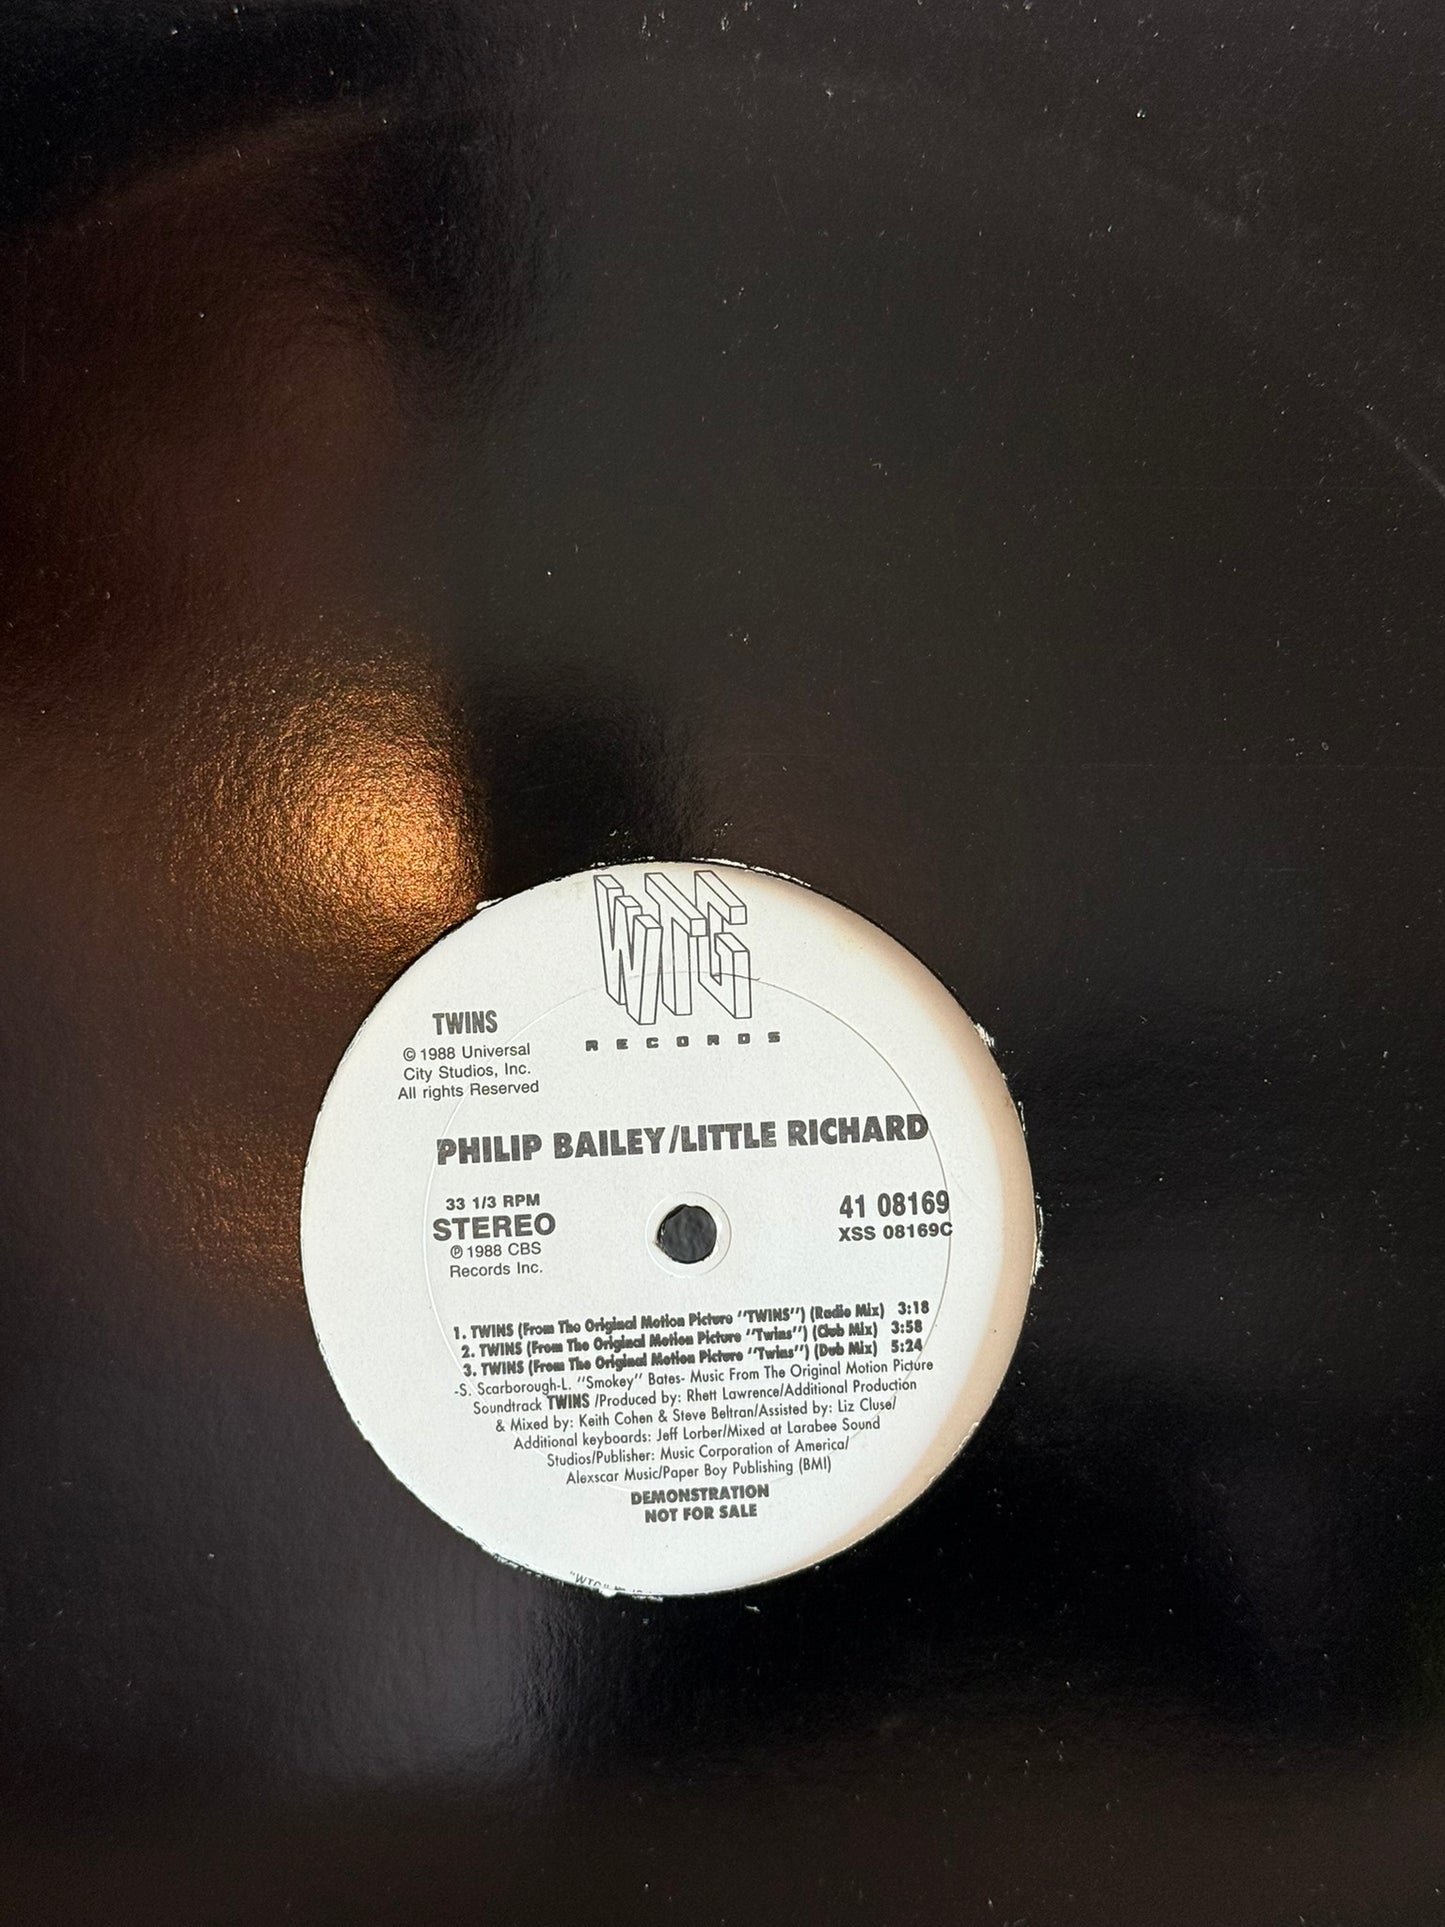 WTG
RECORDS
TWINS
© 1988 Universal
City Studios, Inc.
All rights Reserved
PHILIP BAILEY/LITTLE RICHARD
33 1/3 RPM
STEREO
℗ 1988 CBS
Records Inc.
41 08169
XSS 08169C
1. TWINS (From The Original Motion Picture "TWINS") (Radio Mix) 3:18
2. TWINS (From The Original Motion Picture "Twins") (Club Mix) 3:58
3. TWINS (From The Original Motion Picture "Twins") (Dub Mix) 5:24
-S. Scarborough-L. "Smokey" Bates- Music From The Original Motion Picture
Soundtrack TWINS /Produced by: Rhett Lawrence/Additional Production
& Mixed by: Keith Cohen & Steve Beltran/Assisted by: Liz Cluse/
Additional keyboards: Jeff Lorber/Mixed at Larabee Sound
Studios/Publisher: Music Corporation of America/
Alexscar Music/Paper Boy Publishing (BMI)
DEMONSTRATION
NOT FOR SALE
"WTG"